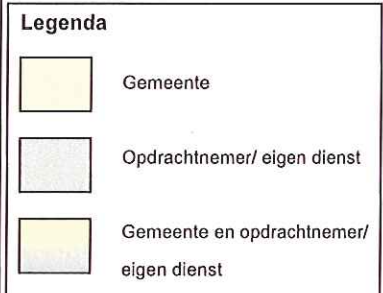 Legenda
Gemeente
Opdrachtnemer/ eigen dienst
Gemeente en opdrachtnemer/
eigen dienst